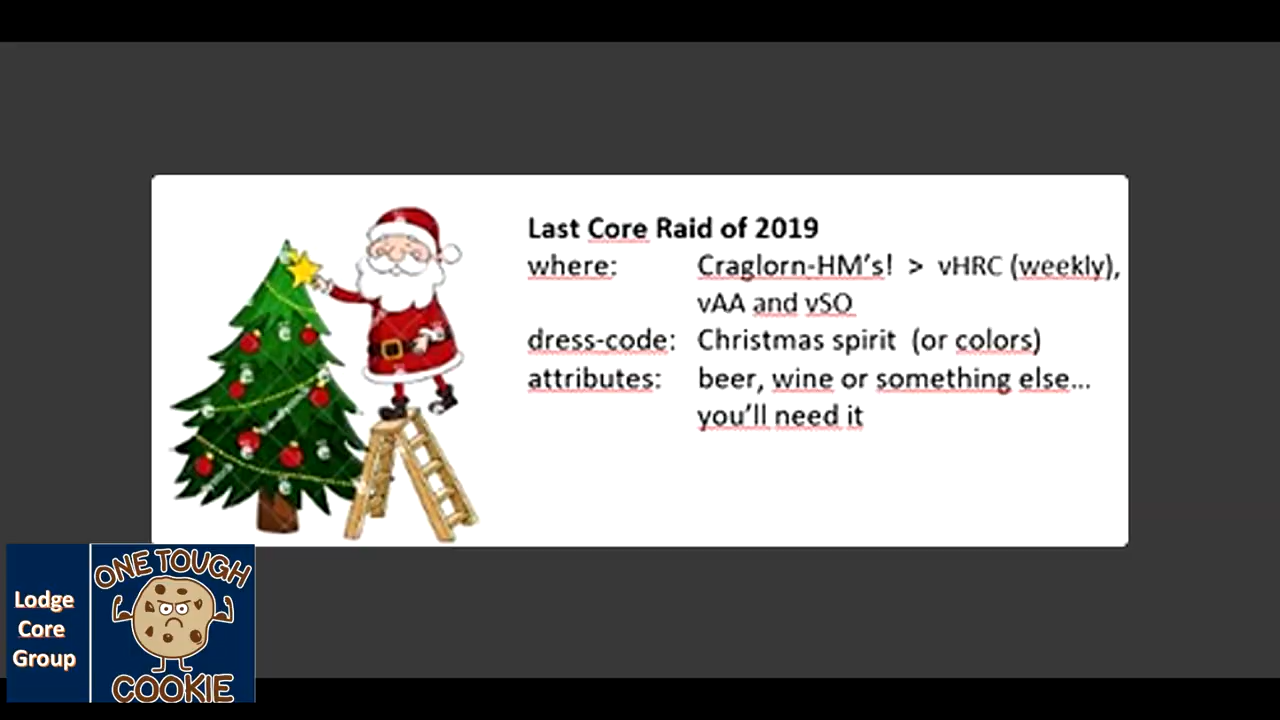 Last Core Raid of 2019
where: Craglorn-HM's! > vHRC (weekly),
vAA and vSO
dress-code: Christmas spirit (or colors)
attributes: beer, wine or something else...
you'll need it
Lodge
Core
Group
ONE TOUGH
COOKIE